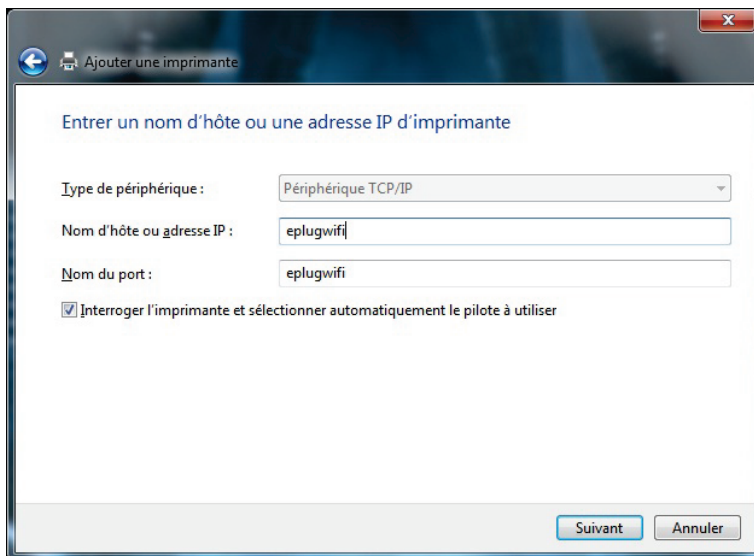 Ajouter une imprimante
Entrer un nom d’hôte ou une adresse IP d’imprimante
Type de périphérique :
Périphérique TCP/IP
Nom d’hôte ou adresse IP :
eplugwifi
Nom du port :
eplugwifi
Interroger l’imprimante et sélectionner automatiquement le pilote à utiliser
Suivant
Annuler